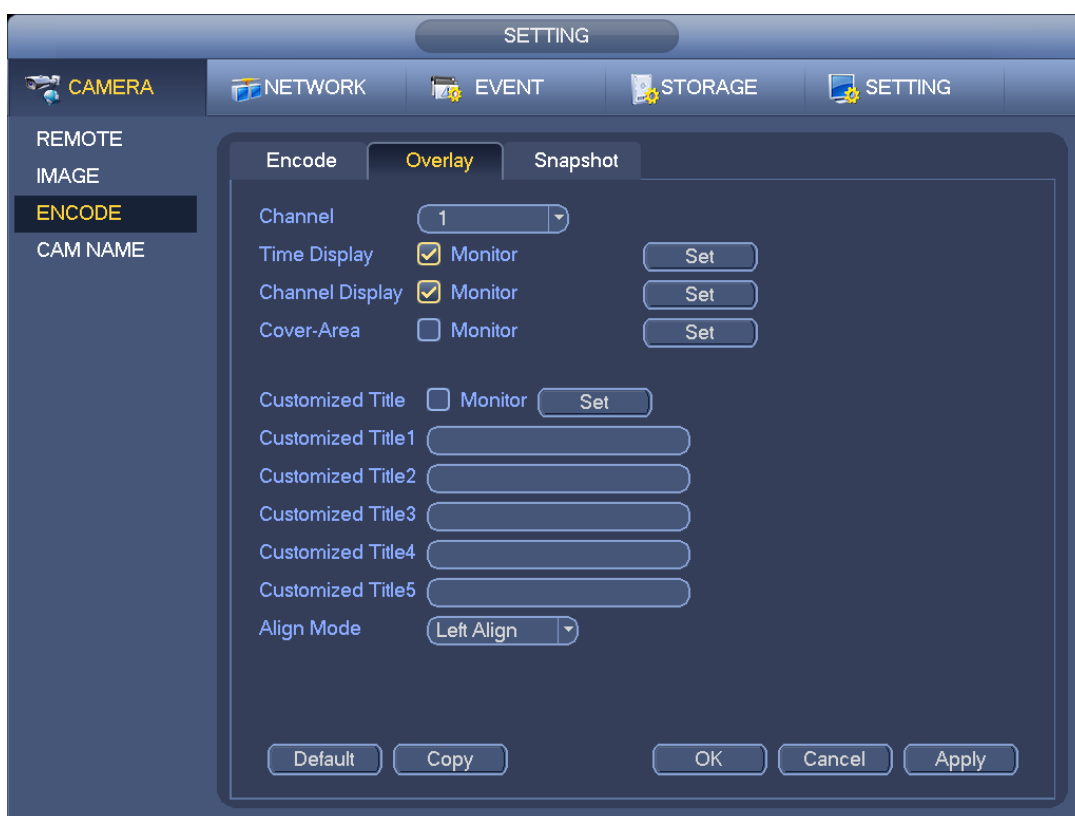 SETTING
CAMERA NETWORK EVENT STORAGE SETTING
REMOTE
IMAGE
ENCODE
CAM NAME
Encode Overlay Snapshot
Channel 1
Time Display Monitor Set
Channel Display Monitor Set
Cover-Area Monitor Set
Customized Title Monitor Set
Customized Title1
Customized Title2
Customized Title3
Customized Title4
Customized Title5
Align Mode Left Align
Default Copy OK Cancel Apply